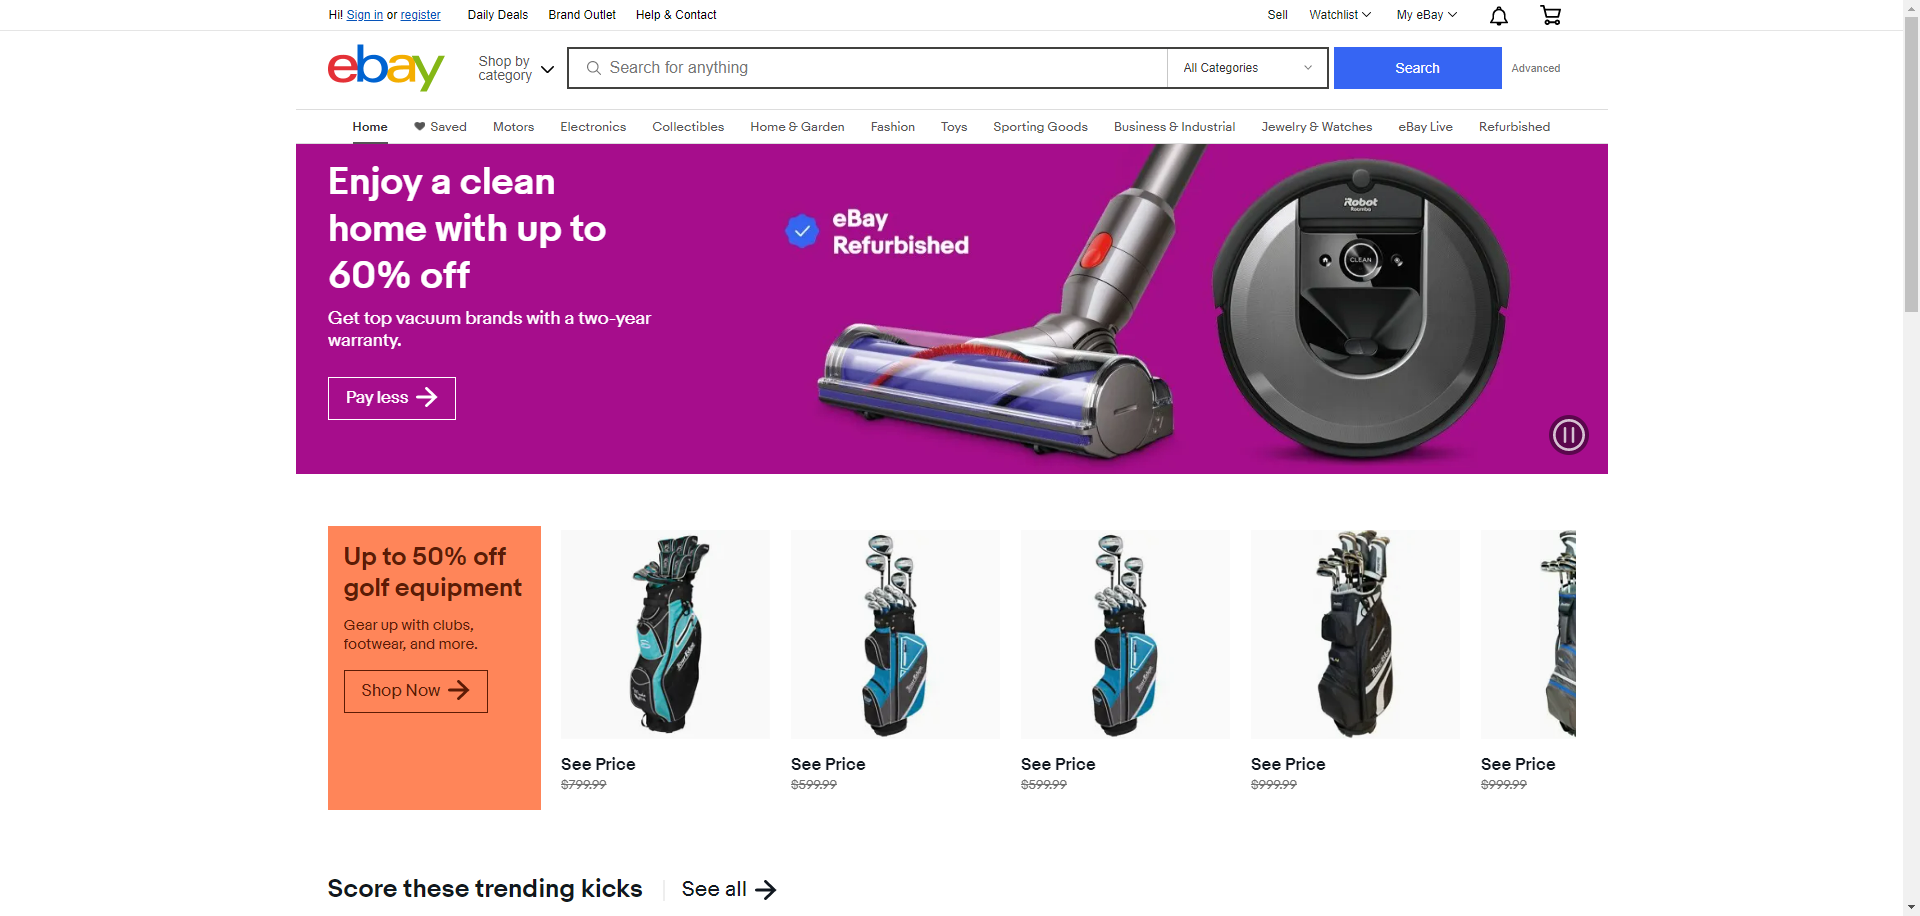 Hi! Sign in or register Daily Deals Brand Outlet Help & Contact Sell Watchlist My eBay
ebay Shop by category Search for anything All Categories Search Advanced
Home Saved Motors Electronics Collectibles Home & Garden Fashion Toys Sporting Goods Business & Industrial Jewelry & Watches eBay Live Refurbished
Enjoy a clean
home with up to
60% off
Get top vacuum brands with a two-year
warranty.
Pay less
eBay
Refurbished
iRobot
Roomba
CLEAN
Up to 50% off
golf equipment
Gear up with clubs,
footwear, and more.
Shop Now
See Price See Price See Price See Price See Price
$799.99 $599.99 $599.99 $999.99 $999.99
Score these trending kicks See all